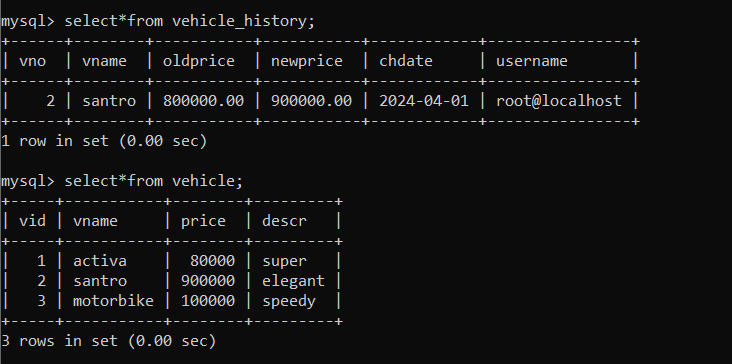 mysql> select*from vehicle_history;
+------+--------+-----------+-----------+------------+----------------+
| vno  | vname  | oldprice  | newprice  | chdate     | username       |
+------+--------+-----------+-----------+------------+----------------+
|    2 | santro | 800000.00 | 900000.00 | 2024-04-01 | root@localhost |
+------+--------+-----------+-----------+------------+----------------+
1 row in set (0.00 sec)
mysql> select*from vehicle;
+-----+-----------+--------+---------+
| vid | vname     | price  | descr   |
+-----+-----------+--------+---------+
|   1 | activa    |  80000 | super   |
|   2 | santro    | 900000 | elegant |
|   3 | motorbike | 100000 | speedy  |
+-----+-----------+--------+---------+
3 rows in set (0.00 sec)